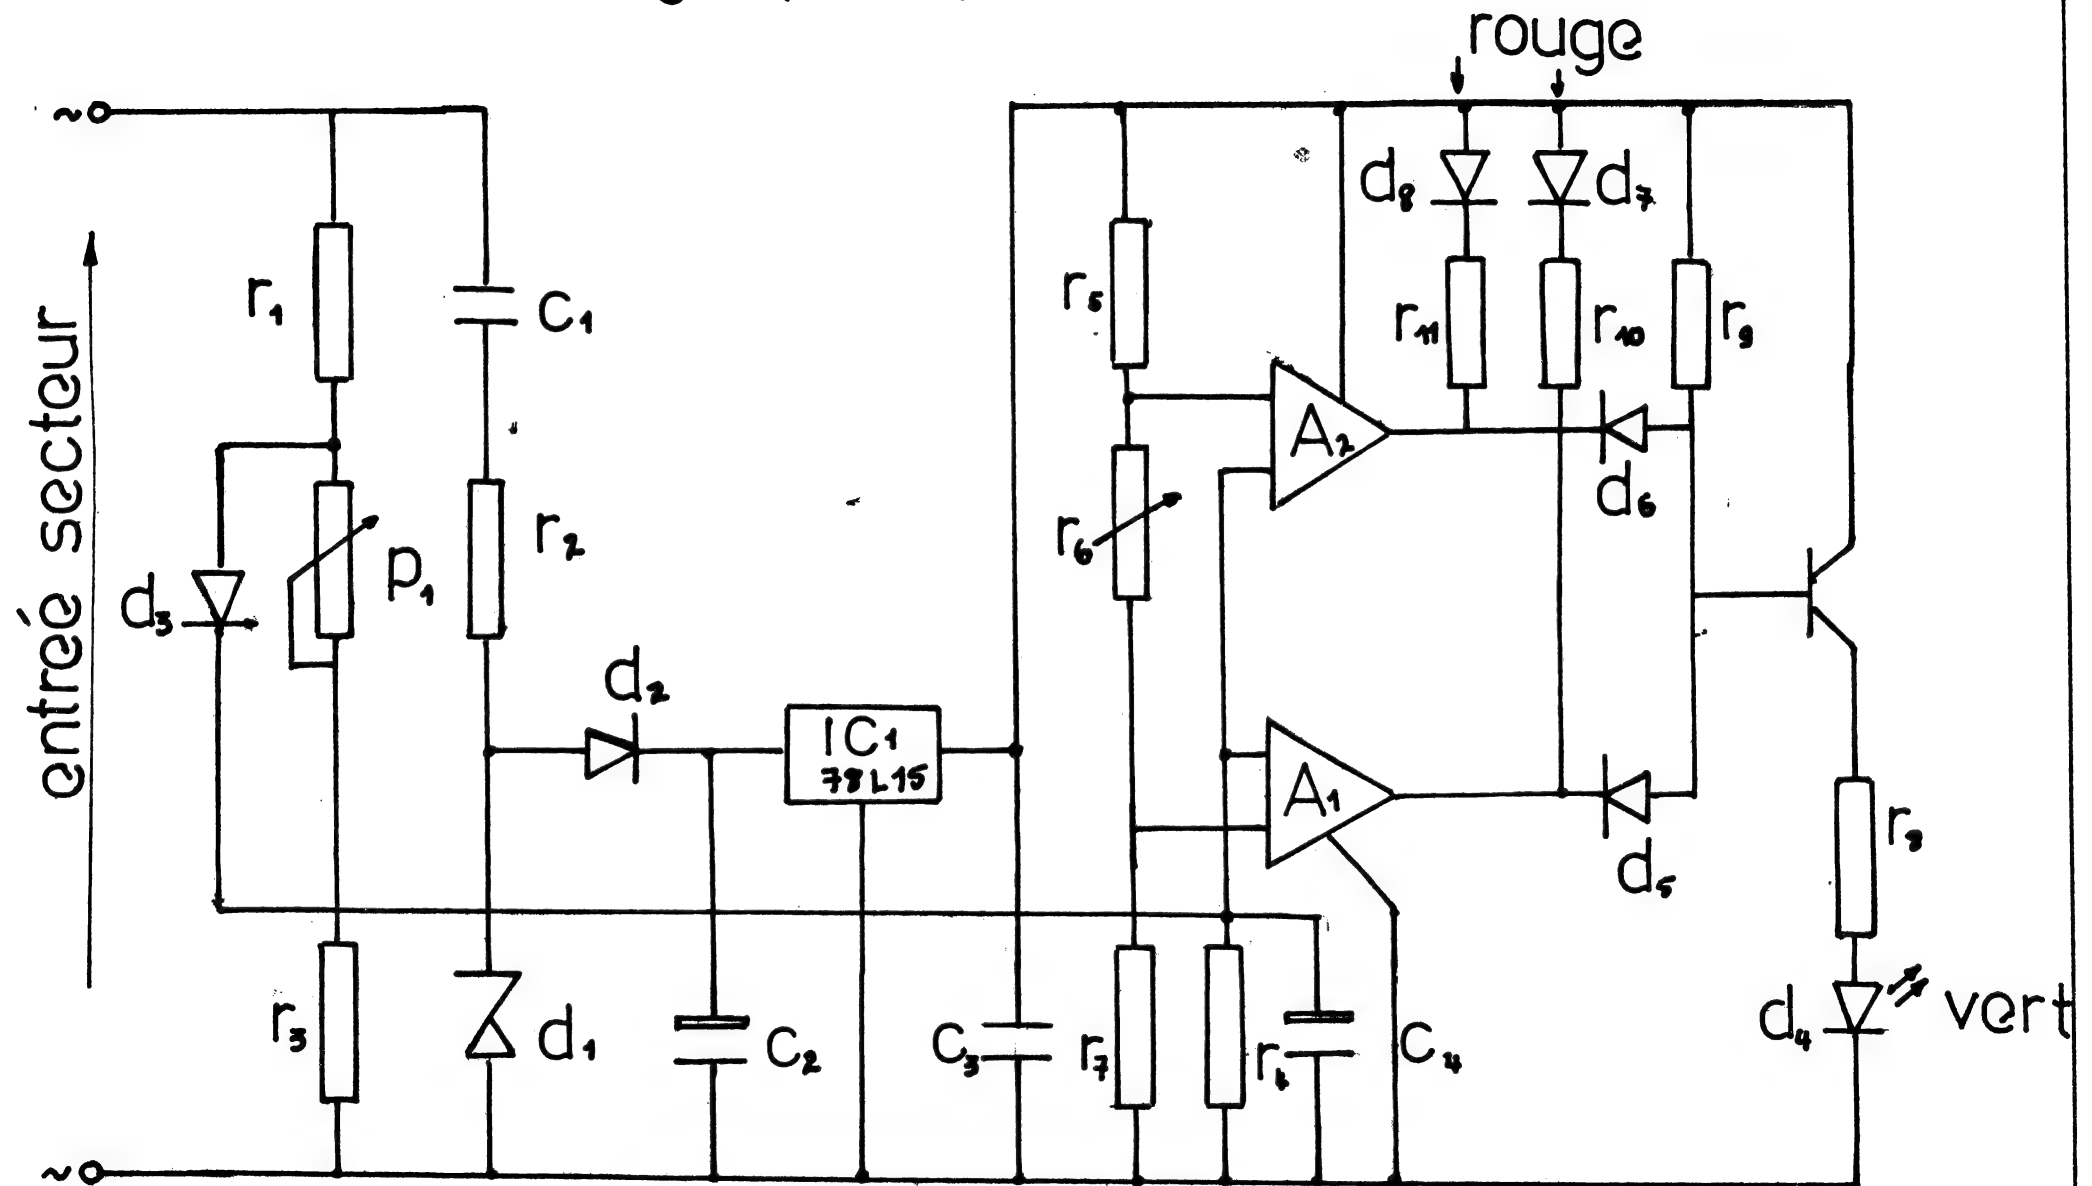 rouge
~
d₈
d₇
r₁
C₁
r₅
r₁₁
r₁₀
r₉
entrée secteur
A₂
d₆
r₂
p₁
r₆
d₃
d₂
IC₁
78L15
A₁
d₅
r₈
r₃
d₁
C₂
C₃
r₇
r₄
C₄
d₄
vert
~